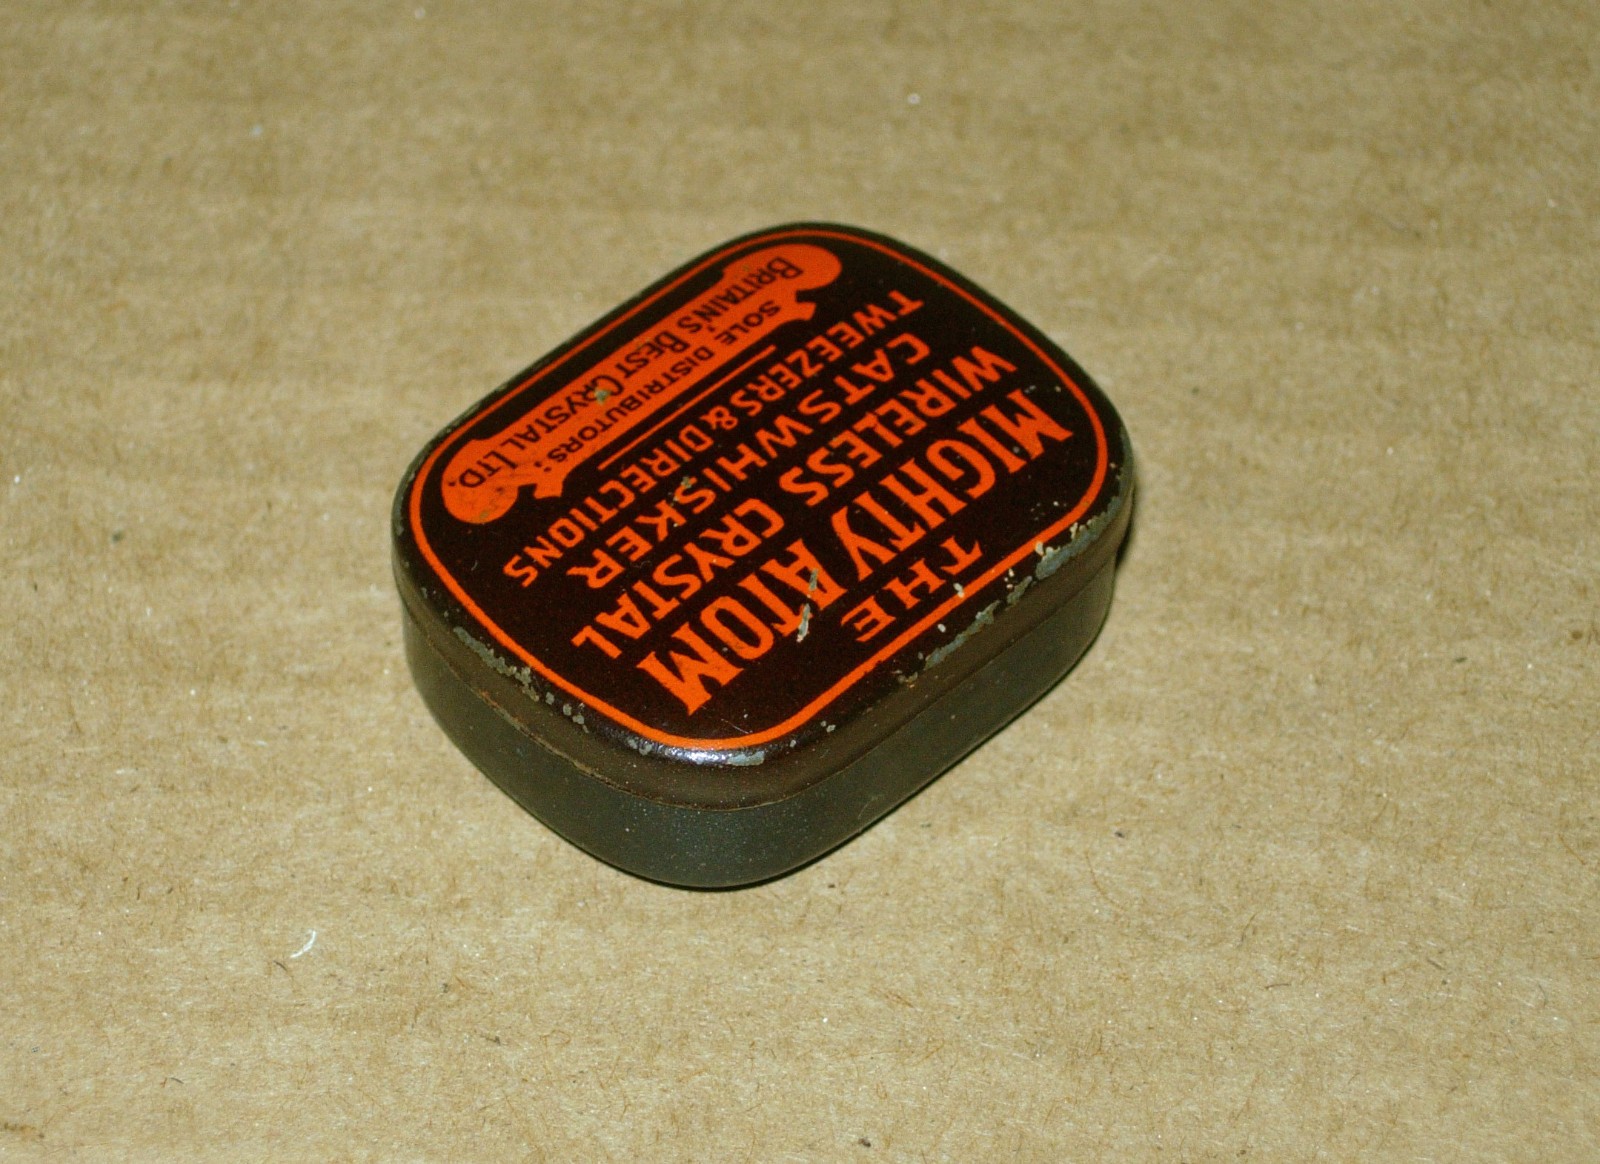 THE
MIGHTY ATOM
WIRELESS CRYSTAL
CATSWHISKER
TWEEZERS & DIRECTIONS
SOLE DISTRIBUTORS:
BRITAIN'S BEST CRYSTAL LTD.